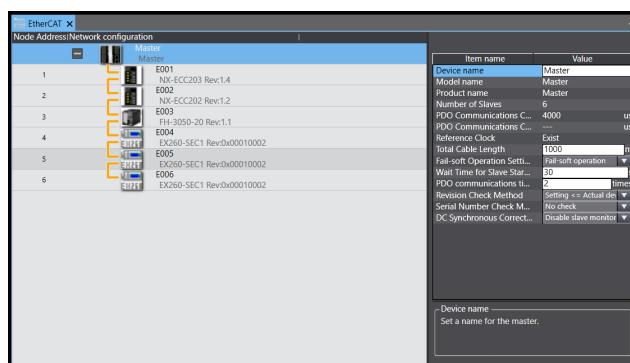 EtherCAT ×
Node Address|Network configuration
Master
Master
1 E001
NX-ECC203 Rev:1.4
2 E002
NX-ECC202 Rev:1.2
3 E003
FH-3050-20 Rev:1.1
4 E004
EX260-SEC1 Rev:0x00010002
5 E005
EX260-SEC1 Rev:0x00010002
6 E006
EX260-SEC1 Rev:0x00010002
Item name Value
Device name Master
Model name Master
Product name Master
Number of Slaves 6
PDO Communications C... 4000 us
PDO Communications C... --- us
Reference Clock Exist
Total Cable Length 1000 m
Fail-soft Operation Setti... Fail-soft operation
Wait Time for Slave Star... 30
PDO communications ti... 2 times
Revision Check Method Setting <= Actual dev
Serial Number Check M... No check
DC Synchronous Correct... Disable slave monitor
Device name
Set a name for the master.